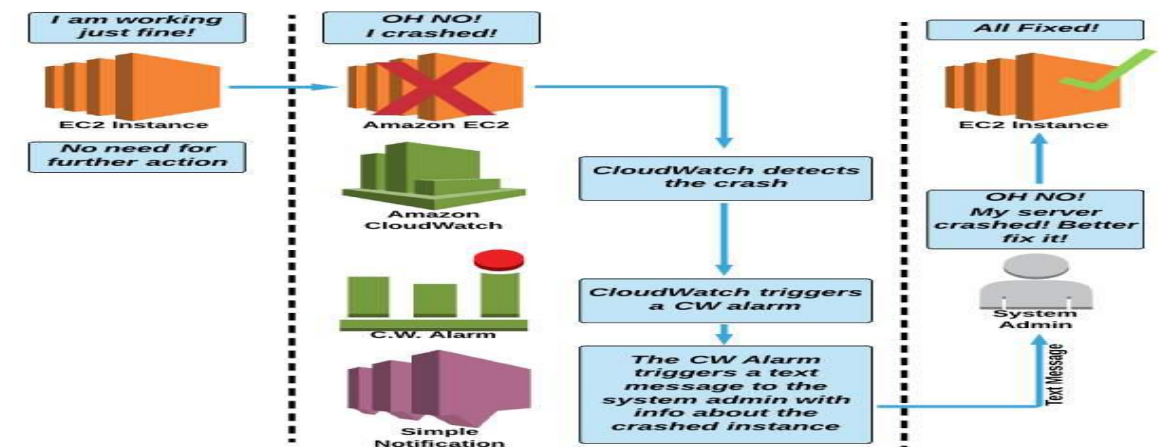 I am working
just fine!
EC2 Instance
No need for
further action
OH NO!
I crashed!
Amazon EC2
Amazon
CloudWatch
C.W. Alarm
Simple
Notification
CloudWatch detects
the crash
CloudWatch triggers
a CW alarm
The CW Alarm
triggers a text
message to the
system admin with
info about the
crashed instance
All Fixed!
EC2 Instance
OH NO!
My server
crashed! Better
fix it!
System
Admin
Text Message